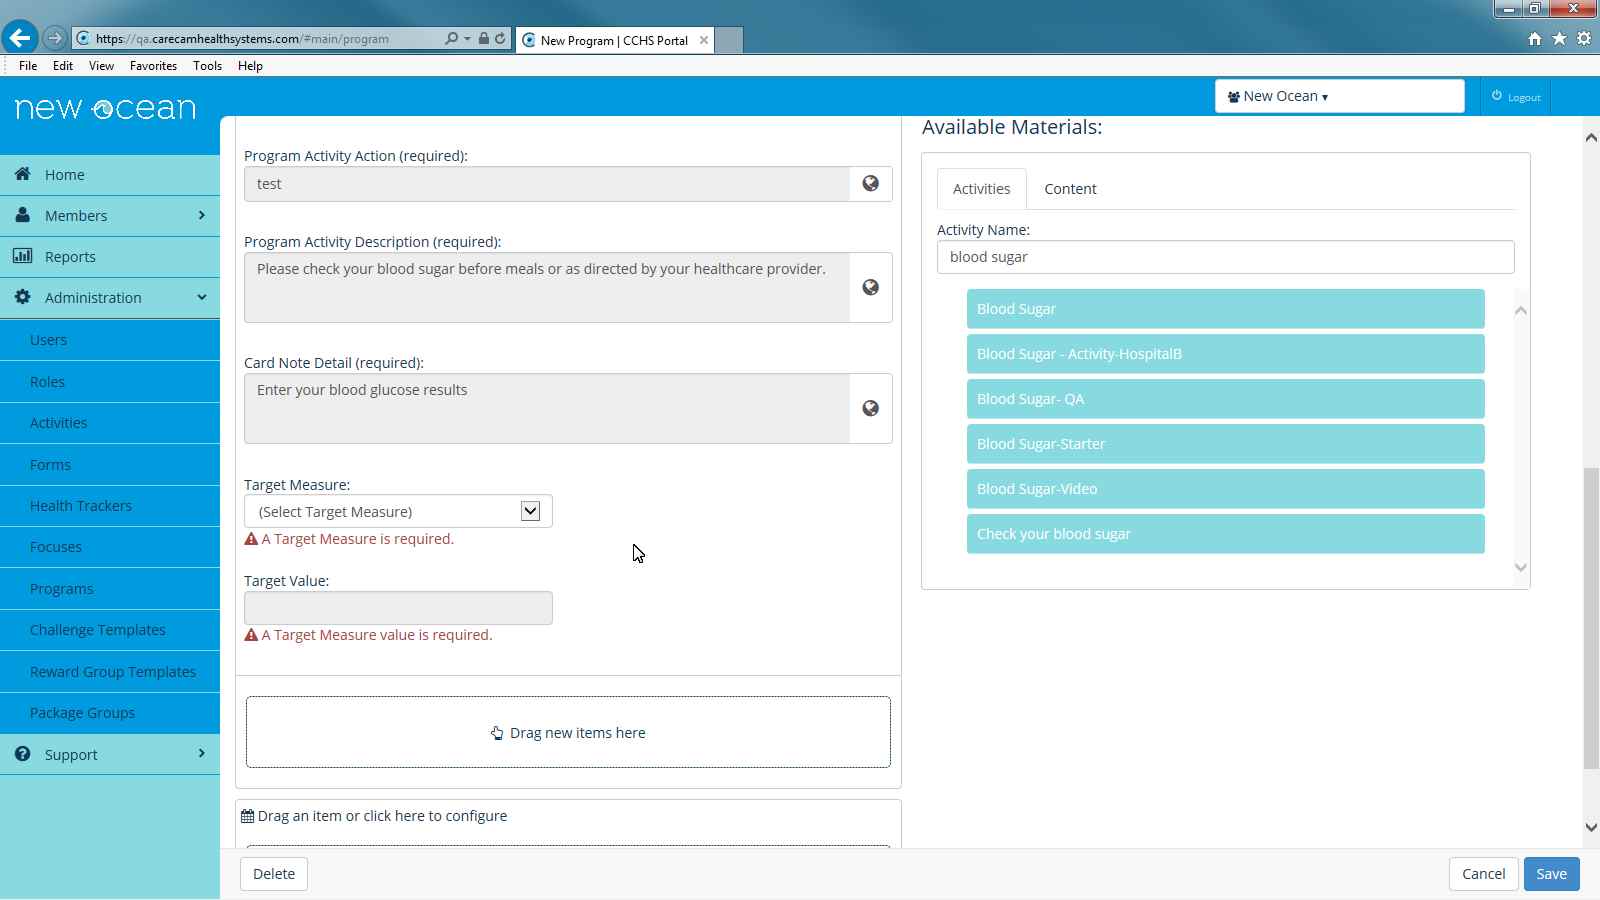 https://qa.carecamhealthsystems.com/#main/program
New Program | CCHS Portal
File Edit View Favorites Tools Help
new ocean
New Ocean
Logout
Home
Members
Reports
Administration
Users
Roles
Activities
Forms
Health Trackers
Focuses
Programs
Challenge Templates
Reward Group Templates
Package Groups
Support
Program Activity Action (required):
test
Program Activity Description (required):
Please check your blood sugar before meals or as directed by your healthcare provider.
Card Note Detail (required):
Enter your blood glucose results
Target Measure:
(Select Target Measure)
A Target Measure is required.
Target Value:
A Target Measure value is required.
Drag new items here
Drag an item or click here to configure
Available Materials:
Activities Content
Activity Name:
blood sugar
Blood Sugar
Blood Sugar - Activity-HospitalB
Blood Sugar- QA
Blood Sugar-Starter
Blood Sugar-Video
Check your blood sugar
Delete
Cancel
Save